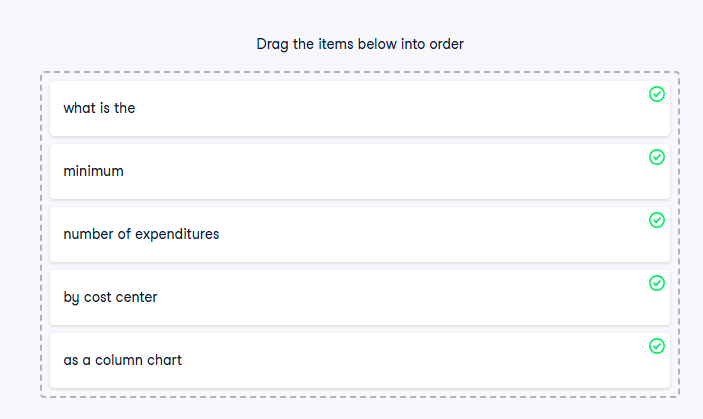 Drag the items below into order
what is the
minimum
number of expenditures
by cost center
as a column chart